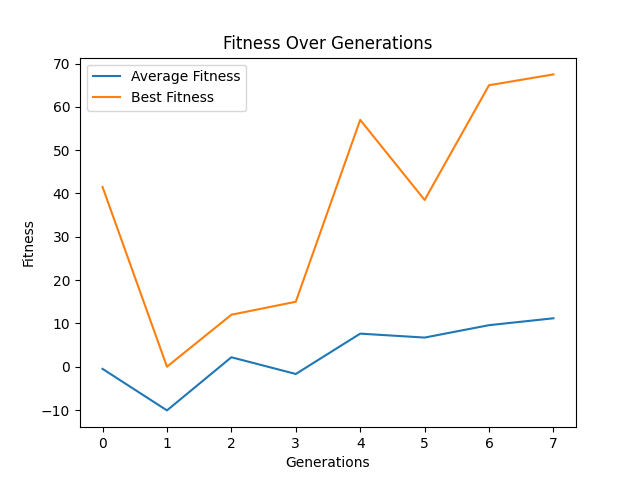 Fitness Over Generations
Average Fitness
Best Fitness
70
60
50
40
30
20
10
0
−10
Fitness
0 1 2 3 4 5 6 7
Generations